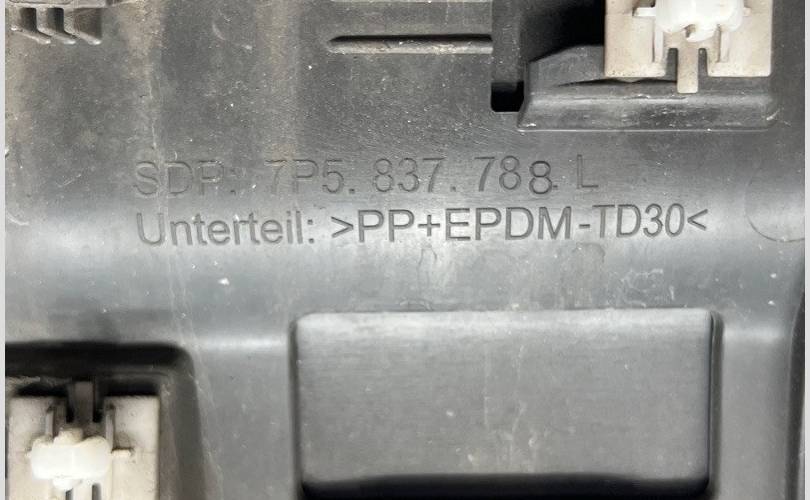 SDP: 7P5. 837. 788. L
Unterteil: >PP+EPDM-TD30<